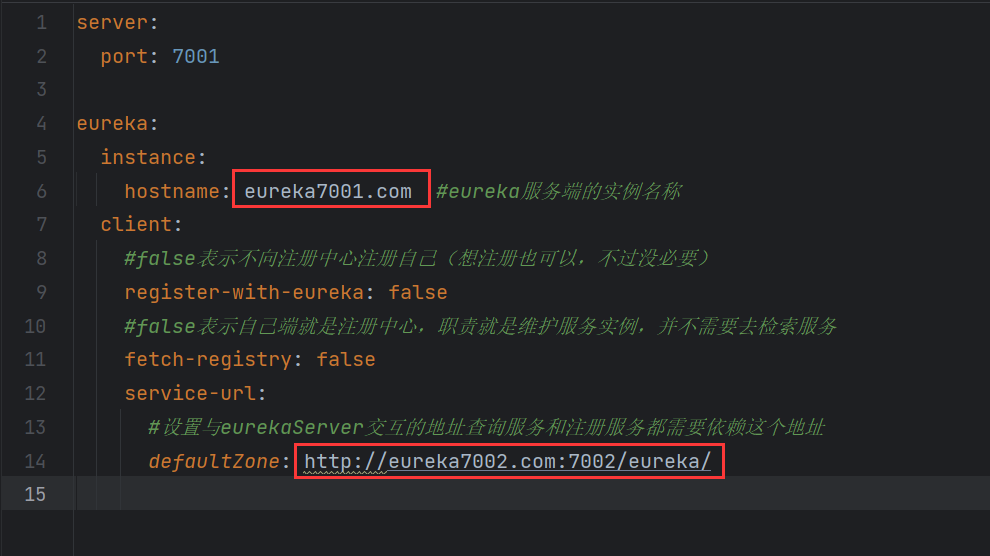 1 server:
2   port: 7001
3
4 eureka:
5   instance:
6     hostname: eureka7001.com #eureka服务端的实例名称
7   client:
8     #false表示不向注册中心注册自己（想注册也可以，不过没必要）
9     register-with-eureka: false
10     #false表示自己端就是注册中心，职责就是维护服务实例，并不需要去检索服务
11     fetch-registry: false
12     service-url:
13       #设置与eurekaServer交互的地址查询服务和注册服务都需要依赖这个地址
14       defaultZone: http://eureka7002.com:7002/eureka/
15